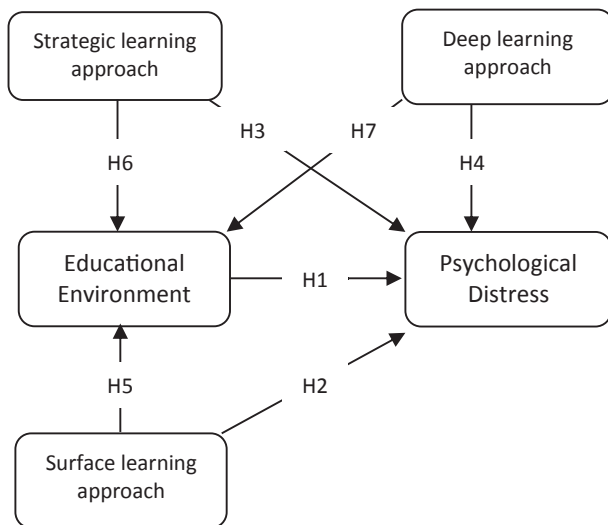 Strategic learning
approach
Deep learning
approach
H3
H7
H6
H4
Educational
Environment
H1
Psychological
Distress
H5
H2
Surface learning
approach